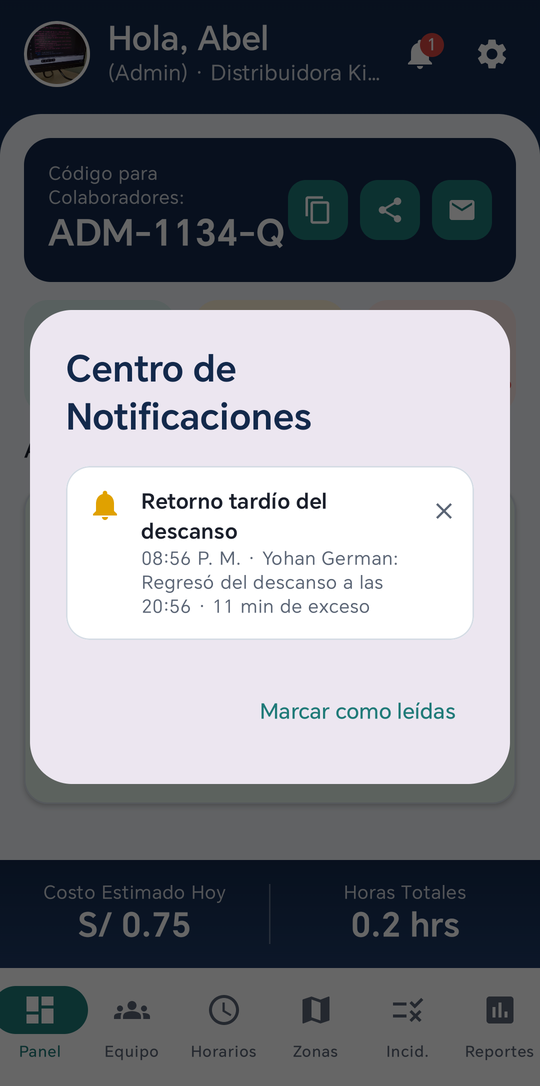 Hola, Abel
1
(Admin) · Distribuidora Ki...
Código para
Colaboradores:
ADM-1134-Q
Centro de
Notificaciones
Retorno tardío del
descanso
08:56 P. M. · Yohan German:
Regresó del descanso a las
20:56 · 11 min de exceso
Marcar como leídas
Costo Estimado Hoy
Horas Totales
S/ 0.75
0.2 hrs
Panel
Equipo
Horarios
Zonas
Incid.
Reportes